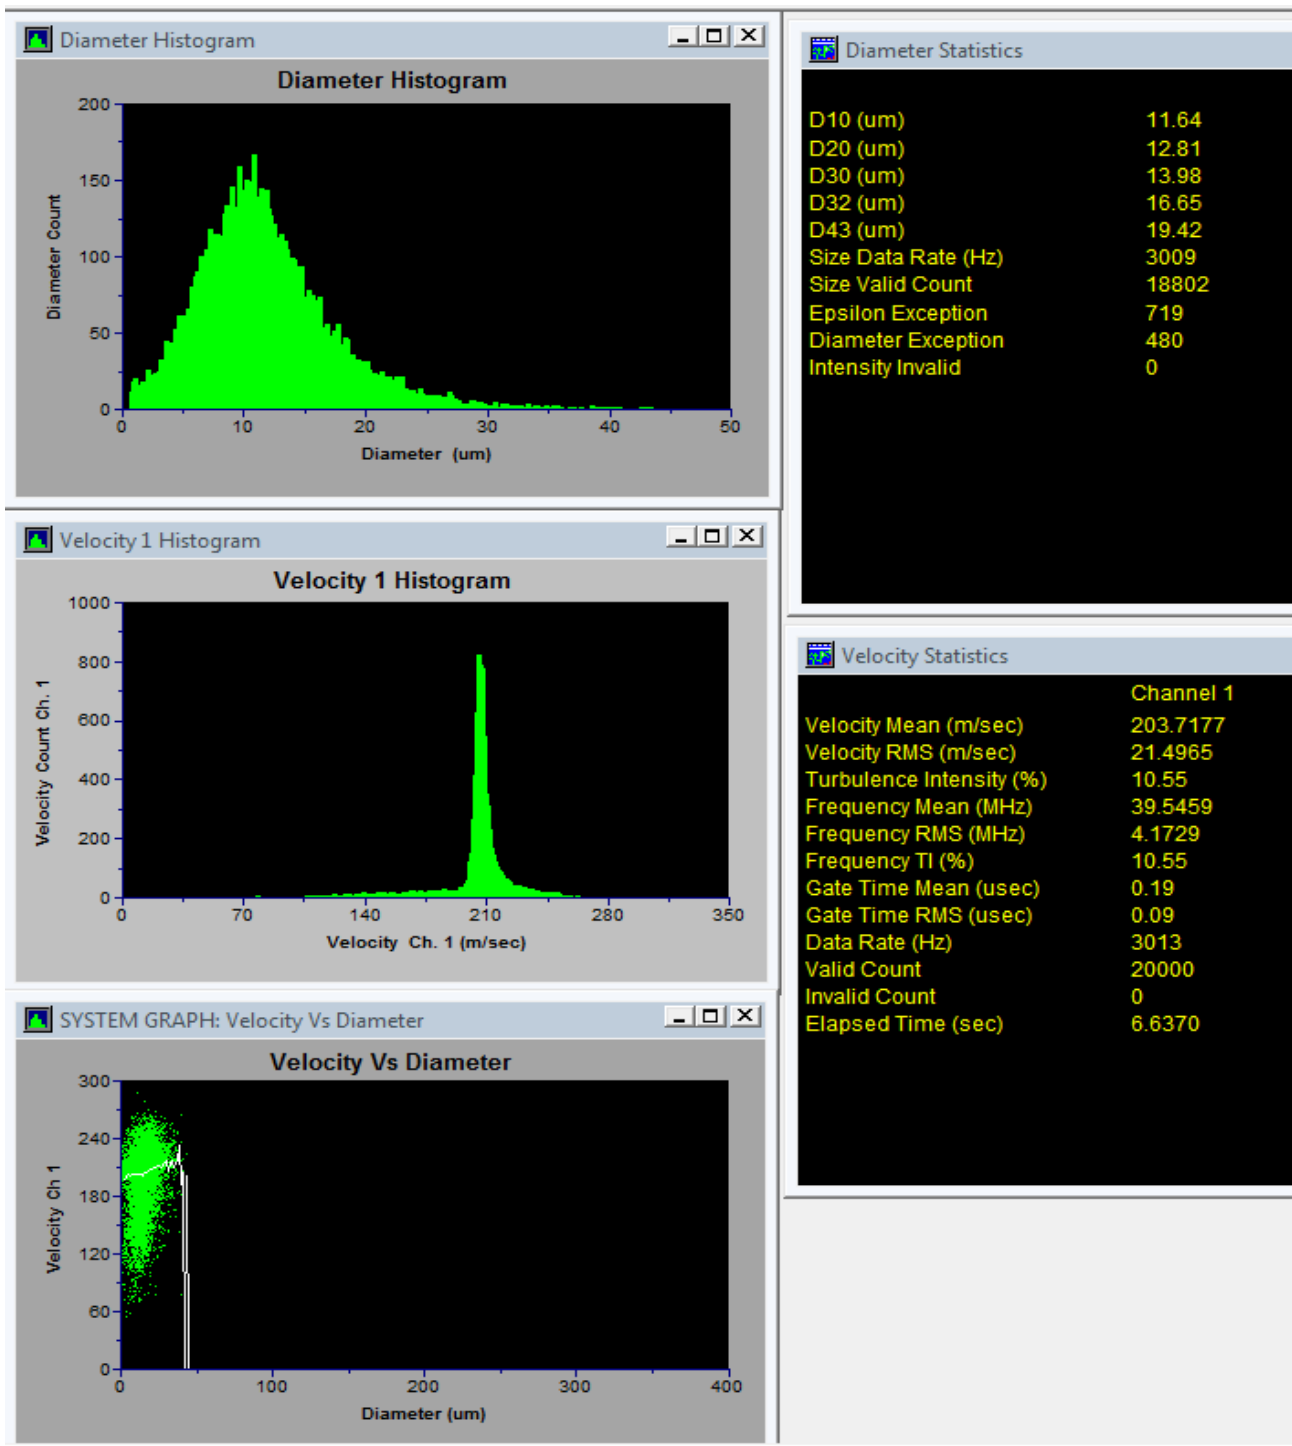 Diameter Histogram
Diameter Histogram
200
150
100
50
0
Diameter Count
0 10 20 30 40 50
Diameter (um)
Velocity 1 Histogram
Velocity 1 Histogram
1000
800
600
400
200
0
Velocity Count Ch. 1
0 70 140 210 280 350
Velocity Ch. 1 (m/sec)
SYSTEM GRAPH: Velocity Vs Diameter
Velocity Vs Diameter
300
240
180
120
60
0
Velocity Ch 1
0 100 200 300 400
Diameter (um)
Diameter Statistics
D10 (um) 11.64
D20 (um) 12.81
D30 (um) 13.98
D32 (um) 16.65
D43 (um) 19.42
Size Data Rate (Hz) 3009
Size Valid Count 18802
Epsilon Exception 719
Diameter Exception 480
Intensity Invalid 0
Velocity Statistics
Channel 1
Velocity Mean (m/sec) 203.7177
Velocity RMS (m/sec) 21.4965
Turbulence Intensity (%) 10.55
Frequency Mean (MHz) 39.5459
Frequency RMS (MHz) 4.1729
Frequency TI (%) 10.55
Gate Time Mean (usec) 0.19
Gate Time RMS (usec) 0.09
Data Rate (Hz) 3013
Valid Count 20000
Invalid Count 0
Elapsed Time (sec) 6.6370